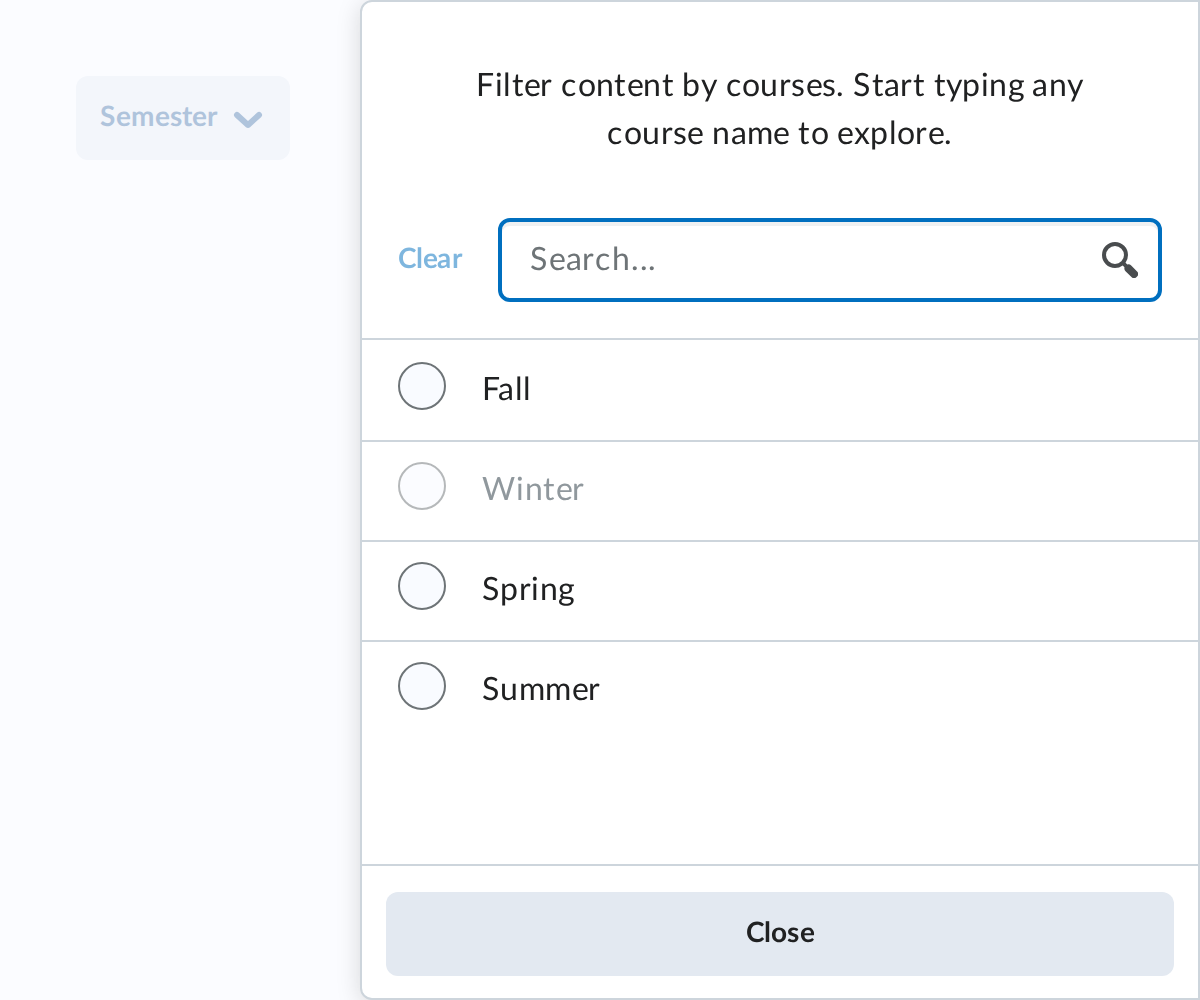 Semester
Filter content by courses. Start typing any
course name to explore.
Clear
Search...
Fall
Winter
Spring
Summer
Close